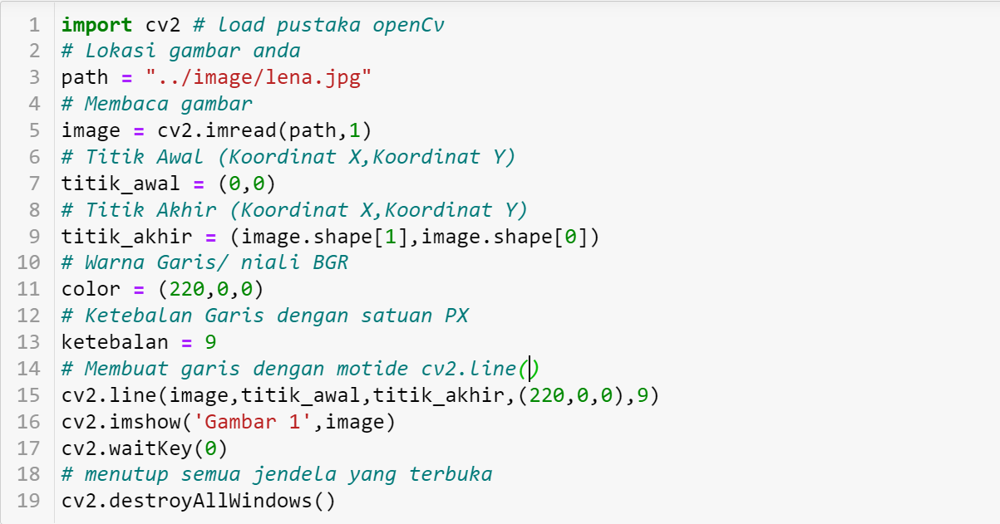 1 import cv2 # load pustaka openCv
2 # Lokasi gambar anda
3 path = "../image/lena.jpg"
4 # Membaca gambar
5 image = cv2.imread(path,1)
6 # Titik Awal (Koordinat X,Koordinat Y)
7 titik_awal = (0,0)
8 # Titik Akhir (Koordinat X,Koordinat Y)
9 titik_akhir = (image.shape[1],image.shape[0])
10 # Warna Garis/ niali BGR
11 color = (220,0,0)
12 # Ketebalan Garis dengan satuan PX
13 ketebalan = 9
14 # Membuat garis dengan motide cv2.line()
15 cv2.line(image,titik_awal,titik_akhir,(220,0,0),9)
16 cv2.imshow('Gambar 1',image)
17 cv2.waitKey(0)
18 # menutup semua jendela yang terbuka
19 cv2.destroyAllWindows()